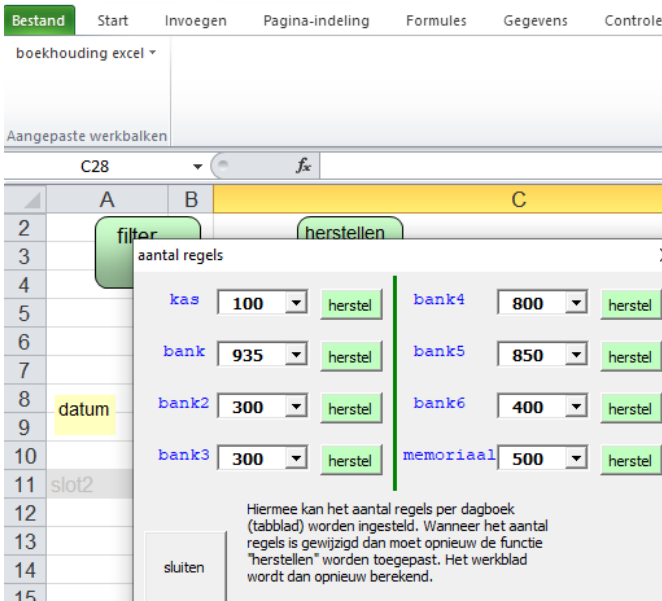 Bestand Start Invoegen Pagina-indeling Formules Gegevens Controle
boekhouding excel
Aangepaste werkbalken
C28 fx
A B C
2 filter herstellen
3 aantal regels
4
5 kas 100 herstel bank4 800 herstel
6
7 bank 935 herstel bank5 850 herstel
8 datum bank2 300 herstel bank6 400 herstel
9
10 bank3 300 herstel memoriaal 500 herstel
11 slot2
12 Hiermee kan het aantal regels per dagboek
(tabblad) worden ingesteld. Wanneer het aantal
13 regels is gewijzigd dan moet opnieuw de functie
"herstellen" worden toegepast. Het werkblad
14 sluiten wordt dan opnieuw berekend.
15